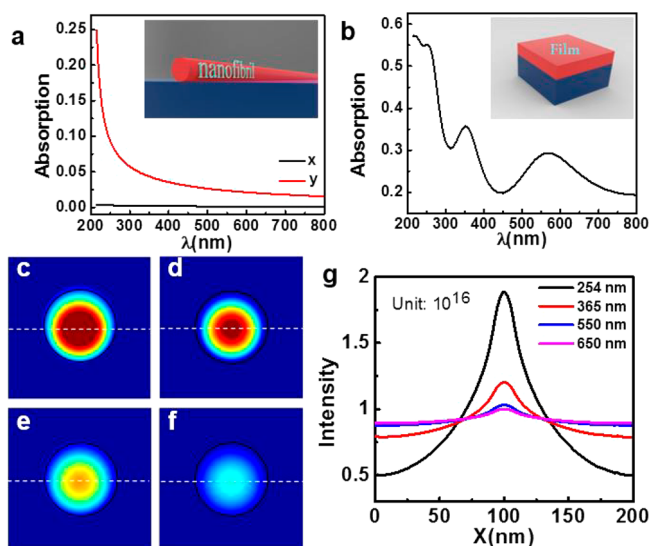 a
0.25
0.20
0.15
0.10
0.05
0.00
Absorption
nanofibril
x
y
200 300 400 500 600 700 800
λ(nm)
b
0.6
0.5
0.4
0.3
0.2
Absorption
Film
200 300 400 500 600 700 800
λ(nm)
c
d
e
f
g
2
1.5
1
0.5
Intensity
Unit: 10¹⁶
254 nm
365 nm
550 nm
650 nm
0 50 100 150 200
X(nm)